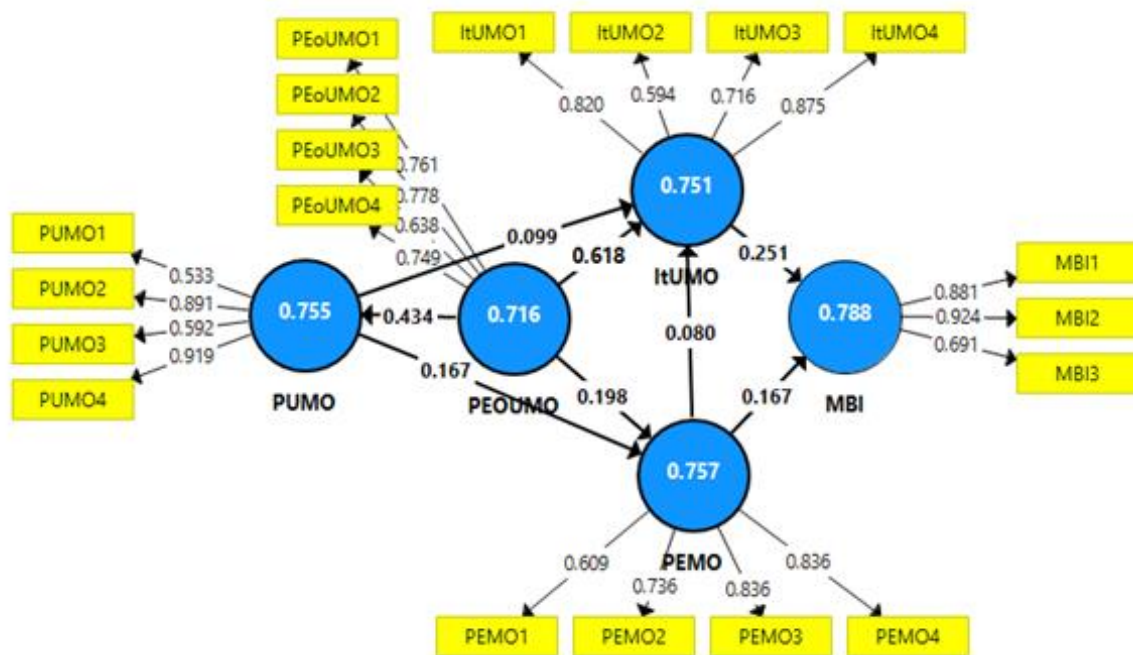 PEoUMO1
PEoUMO2
PEoUMO3
PEoUMO4
ItUMO1
ItUMO2
ItUMO3
ItUMO4
0.820
0.594
0.716
0.875
0.761
0.778
0.638
0.749
PUMO1
PUMO2
PUMO3
PUMO4
0.533
0.891
0.592
0.919
0.755
PUMO
0.434
0.716
PEOUMO
0.099
0.618
0.167
0.198
0.751
ItUMO
0.251
0.080
0.167
0.788
MBI
0.881
0.924
0.691
MBI1
MBI2
MBI3
0.757
PEMO
0.609
0.736
0.836
0.836
PEMO1
PEMO2
PEMO3
PEMO4